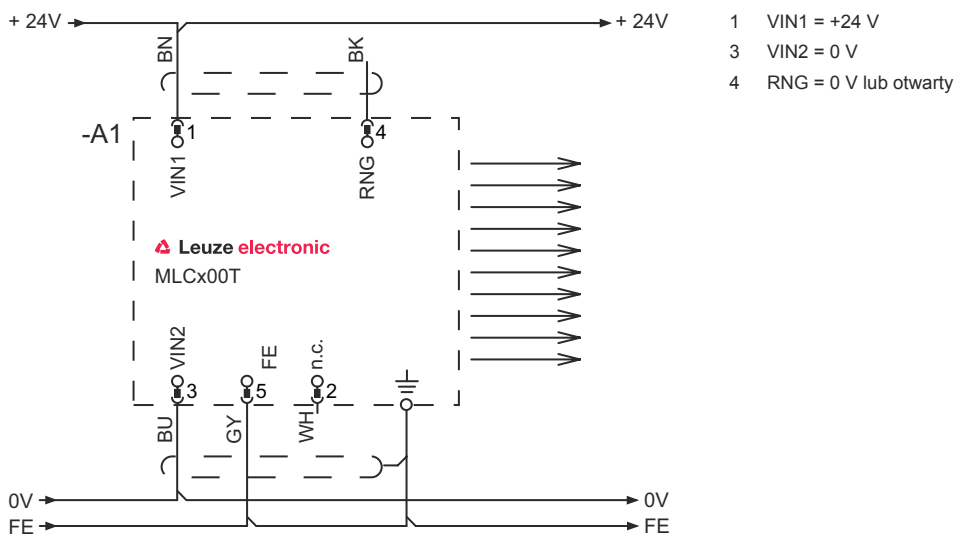 + 24V
+ 24V
1 VIN1 = +24 V
3 VIN2 = 0 V
4 RNG = 0 V lub otwarty
BN
BK
-A1
1
4
VIN1
RNG
Leuze electronic
MLCx00T
VIN2
FE
n.c.
3
5
2
BU
GY
WH
0V
0V
FE
FE